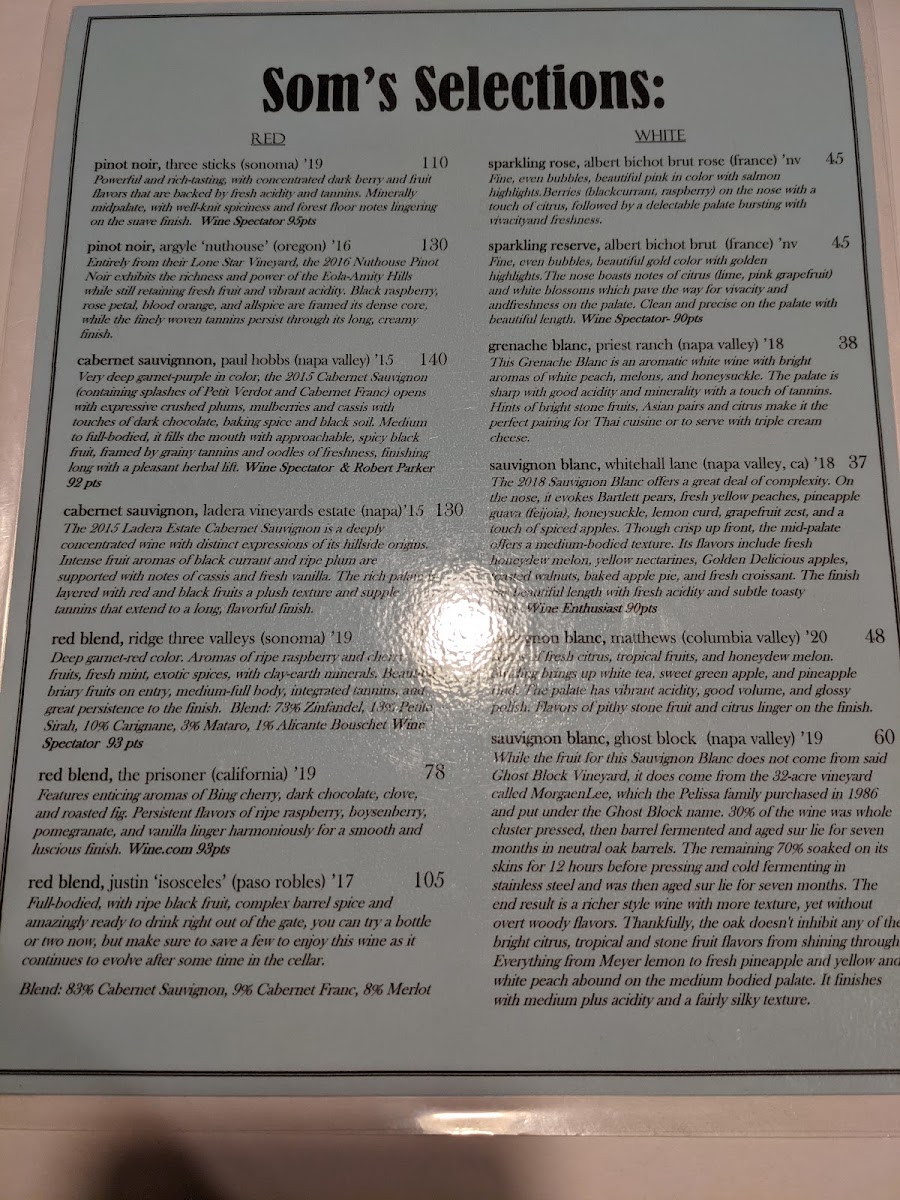 Som's Selections:
RED
pinot noir, three sticks (sonoma) '19 110
Powerful and rich-tasting, with concentrated dark berry and fruit
flavors that are backed by fresh acidity and tannins. Minerally
midpalate, with well-knit spiciness and forest floor notes lingering
on the suave finish. Wine Spectator 95pts
pinot noir, argyle 'nuthouse' (oregon) '16 130
Entirely from their Lone Star Vineyard, the 2016 Nuthouse Pinot
Noir exhibits the richness and power of the Eola-Amity Hills
while still retaining fresh fruit and vibrant acidity. Black raspberry,
rose petal, blood orange, and allspice are framed its dense core,
while the finely woven tannins persist through its long, creamy
finish.
cabernet sauvignnon, paul hobbs (napa valley) '15 140
Very deep garnet-purple in color, the 2015 Cabernet Sauvignon
(containing splashes of Petit Verdot and Cabernet Franc) opens
with expressive crushed plums, mulberries and cassis with
touches of dark chocolate, baking spice and black soil. Medium
to full-bodied, it fills the mouth with approachable, spicy black
fruit, framed by grainy tannins and oodles of freshness, finishing
long with a pleasant herbal lift. Wine Spectator & Robert Parker
92 pts
cabernet sauvignon, ladera vineyards estate (napa)'15 130
The 2015 Ladera Estate Cabernet Sauvignon is a deeply
concentrated wine with distinct expressions of its hillside origins.
Intense fruit aromas of black currant and ripe plum are
supported with notes of cassis and fresh vanilla. The rich palate
layered with red and black fruits a plush texture and supple
tannins that extend to a long, flavorful finish.
red blend, ridge three valleys (sonoma) '19
Deep garnet-red color. Aromas of ripe raspberry and cherry
fruits, fresh mint, exotic spices, with clay-earth minerals.
briary fruits on entry, medium-full body, integrated tannins, and
great persistence to the finish. Blend: 73% Zinfandel, 13% Petite
Sirah, 10% Carignane, 3% Mataro, 1% Alicante Bouschet Wine
Spectator 93 pts
red blend, the prisoner (california) '19 78
Features enticing aromas of Bing cherry, dark chocolate, clove,
and roasted fig. Persistent flavors of ripe raspberry, boysenberry,
pomegranate, and vanilla linger harmoniously for a smooth and
luscious finish. Wine.com 93pts
red blend, justin 'isosceles' (paso robles) '17 105
Full-bodied, with ripe black fruit, complex barrel spice and
amazingly ready to drink right out of the gate, you can try a bottle
or two now, but make sure to save a few to enjoy this wine as it
continues to evolve after some time in the cellar.
Blend: 83% Cabernet Sauvignon, 9% Cabernet Franc, 8% Merlot
WHITE
sparkling rose, albert bichot brut rose (france) 'nv 45
Fine, even bubbles, beautiful pink in color with salmon
highlights.Berries (blackcurrant, raspberry) on the nose with a
touch of citrus, followed by a delectable palate bursting with
vivacityand freshness.
sparkling reserve, albert bichot brut (france) 'nv 45
Fine, even bubbles, beautiful gold color with golden
highlights.The nose boasts notes of citrus (lime, pink grapefruit)
and white blossoms which pave the way for vivacity and
andfreshness on the palate. Clean and precise on the palate with
beautiful length. Wine Spectator- 90pts
grenache blanc, priest ranch (napa valley) '18 38
This Grenache Blanc is an aromatic white wine with bright
aromas of white peach, melons, and honeysuckle. The palate is
sharp with good acidity and minerality with a touch of tannins.
Hints of bright stone fruits, Asian pairs and citrus make it the
perfect pairing for Thai cuisine or to serve with triple cream
cheese.
sauvignon blanc, whitehall lane (napa valley, ca) '18 37
The 2018 Sauvignon Blanc offers a great deal of complexity. On
the nose, it evokes Bartlett pears, fresh yellow peaches, pineapple
guava (feijoia), honeysuckle, lemon curd, grapefruit zest, and a
touch of spiced apples. Though crisp up front, the mid-palate
offers a medium-bodied texture. Its flavors include fresh
honeydew melon, yellow nectarines, Golden Delicious apples,
walnuts, baked apple pie, and fresh croissant. The finish
beautiful length with fresh acidity and subtle toasty
Wine Enthusiast 90pts
blanc, matthews (columbia valley) '20 48
of fresh citrus, tropical fruits, and honeydew melon.
brings up white tea, sweet green apple, and pineapple
The palate has vibrant acidity, good volume, and glossy
polish. Flavors of pithy stone fruit and citrus linger on the finish.
sauvignon blanc, ghost block (napa valley) '19 60
While the fruit for this Sauvignon Blanc does not come from said
Ghost Block Vineyard, it does come from the 32-acre vineyard
called MorgaenLee, which the Pelissa family purchased in 1986
and put under the Ghost Block name. 30% of the wine was whole
cluster pressed, then barrel fermented and aged sur lie for seven
months in neutral oak barrels. The remaining 70% soaked on its
skins for 12 hours before pressing and cold fermenting in
stainless steel and was then aged sur lie for seven months. The
end result is a richer style wine with more texture, yet without
overt woody flavors. Thankfully, the oak doesn't inhibit any of the
bright citrus, tropical and stone fruit flavors from shining through
Everything from Meyer lemon to fresh pineapple and yellow and
white peach abound on the medium bodied palate. It finishes
with medium plus acidity and a fairly silky texture.